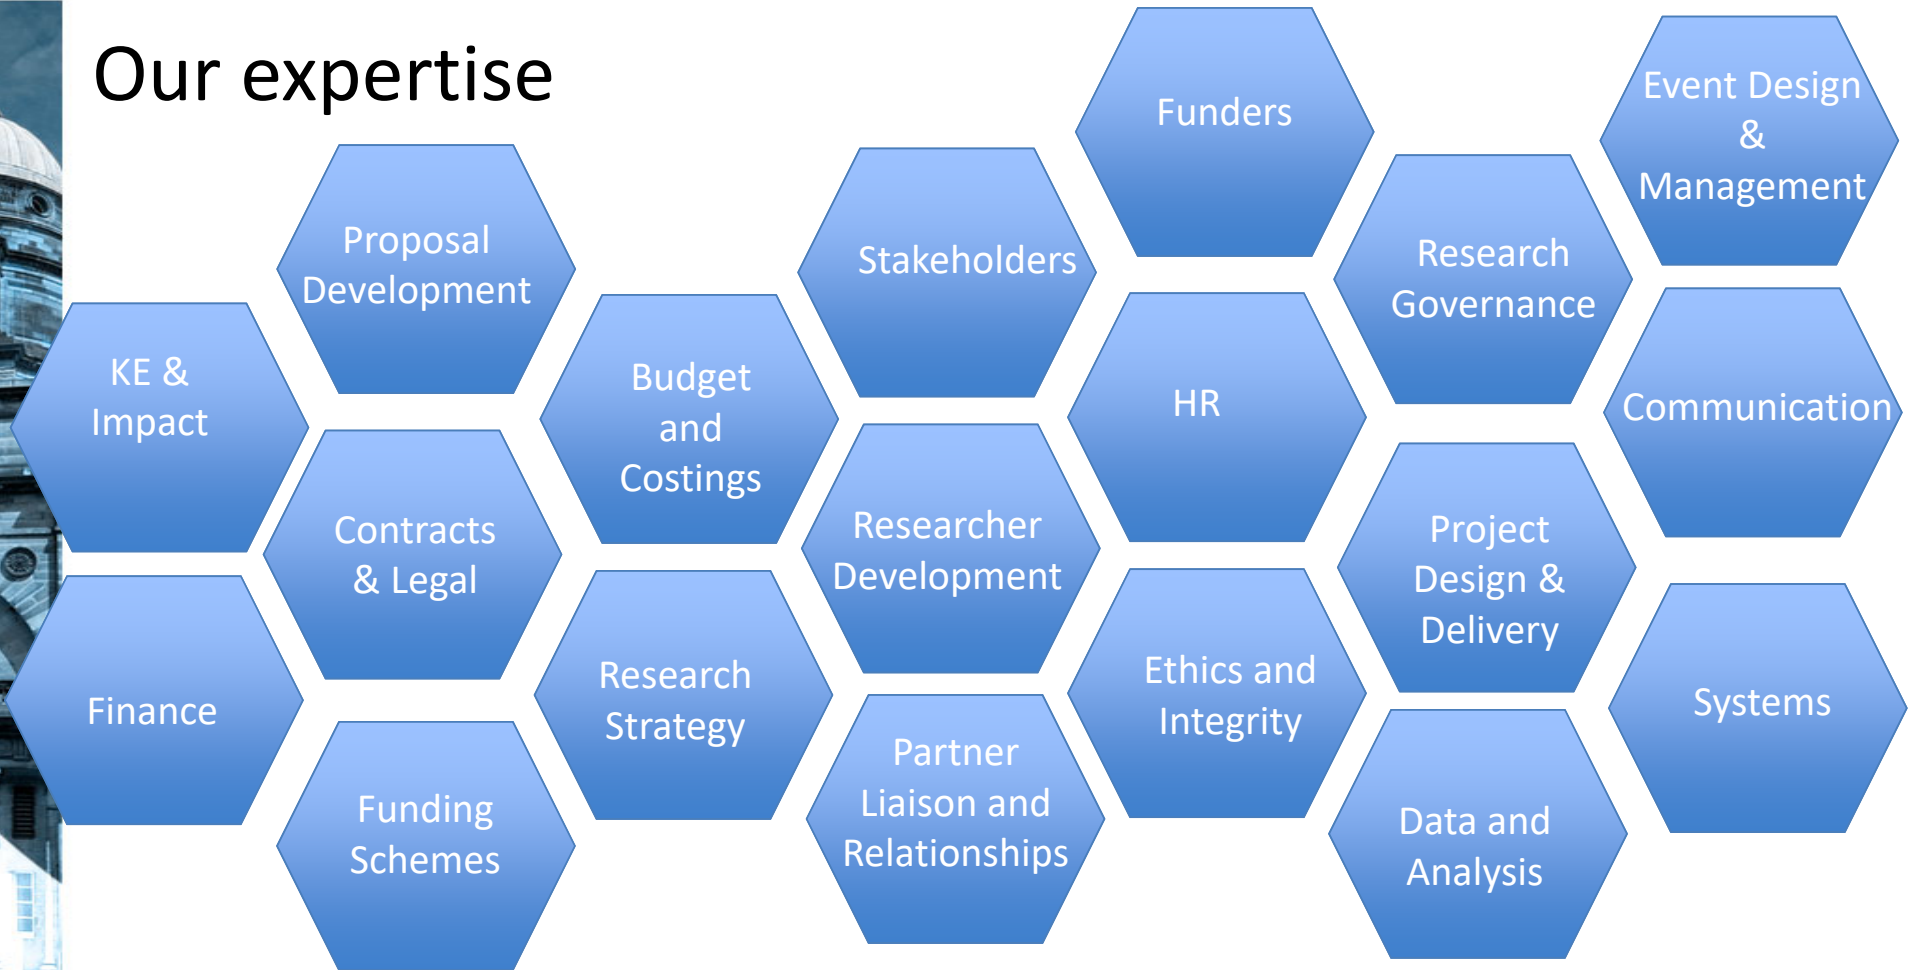 Our expertise
Funders
Event Design
&
Management
Proposal
Development
Stakeholders
Research
Governance
KE &
Impact
Budget
and
Costings
HR
Communication
Contracts
& Legal
Researcher
Development
Project
Design &
Delivery
Finance
Research
Strategy
Ethics and
Integrity
Systems
Funding
Schemes
Partner
Liaison and
Relationships
Data and
Analysis